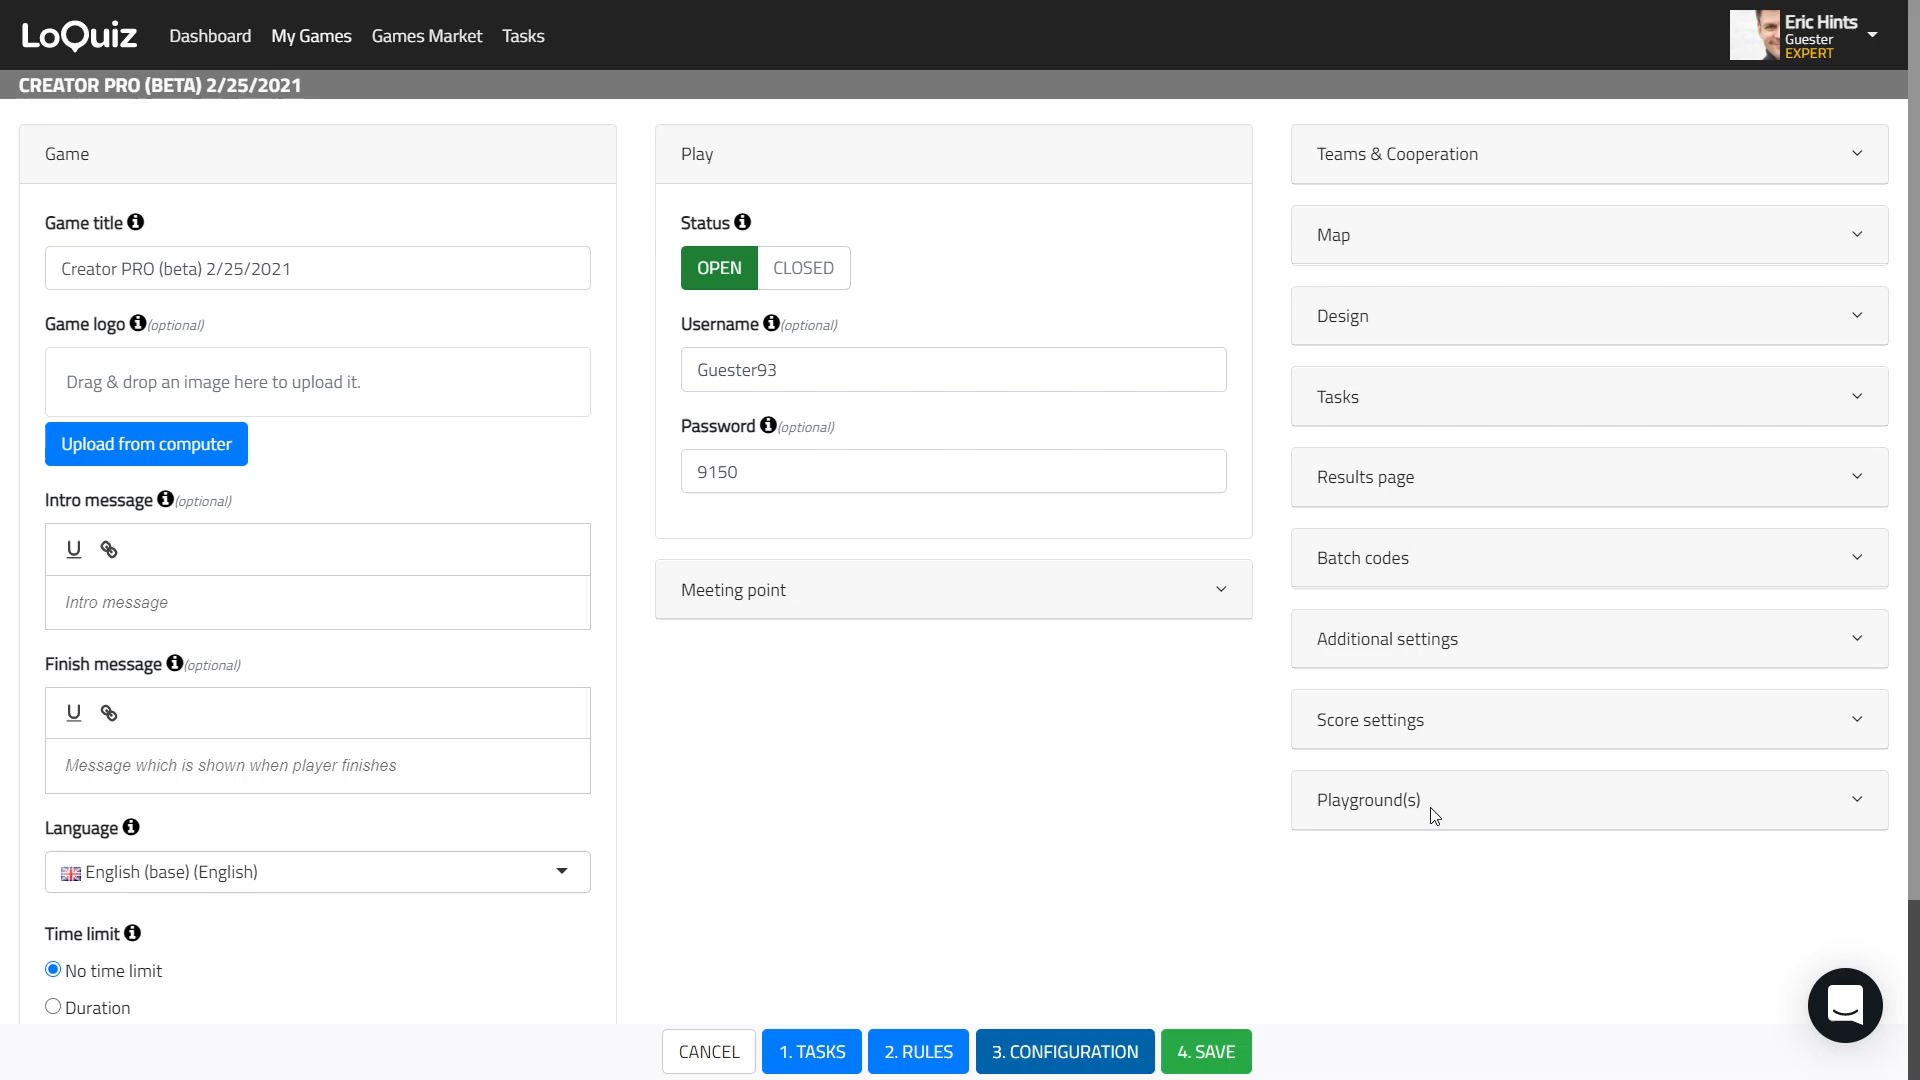 LoQuiz
Dashboard
My Games
Games Market
Tasks
Eric Hints
Guester
EXPERT
CREATOR PRO (BETA) 2/25/2021
Game
Game title
Creator PRO (beta) 2/25/2021
Game logo (optional)
Drag & drop an image here to upload it.
Upload from computer
Intro message (optional)
U
Intro message
Finish message (optional)
U
Message which is shown when player finishes
Language
English (base) (English)
Time limit
No time limit
Duration
Play
Status
OPEN CLOSED
Username (optional)
Guester93
Password (optional)
9150
Meeting point
Teams & Cooperation
Map
Design
Tasks
Results page
Batch codes
Additional settings
Score settings
Playground(s)
CANCEL
1. TASKS
2. RULES
3. CONFIGURATION
4. SAVE